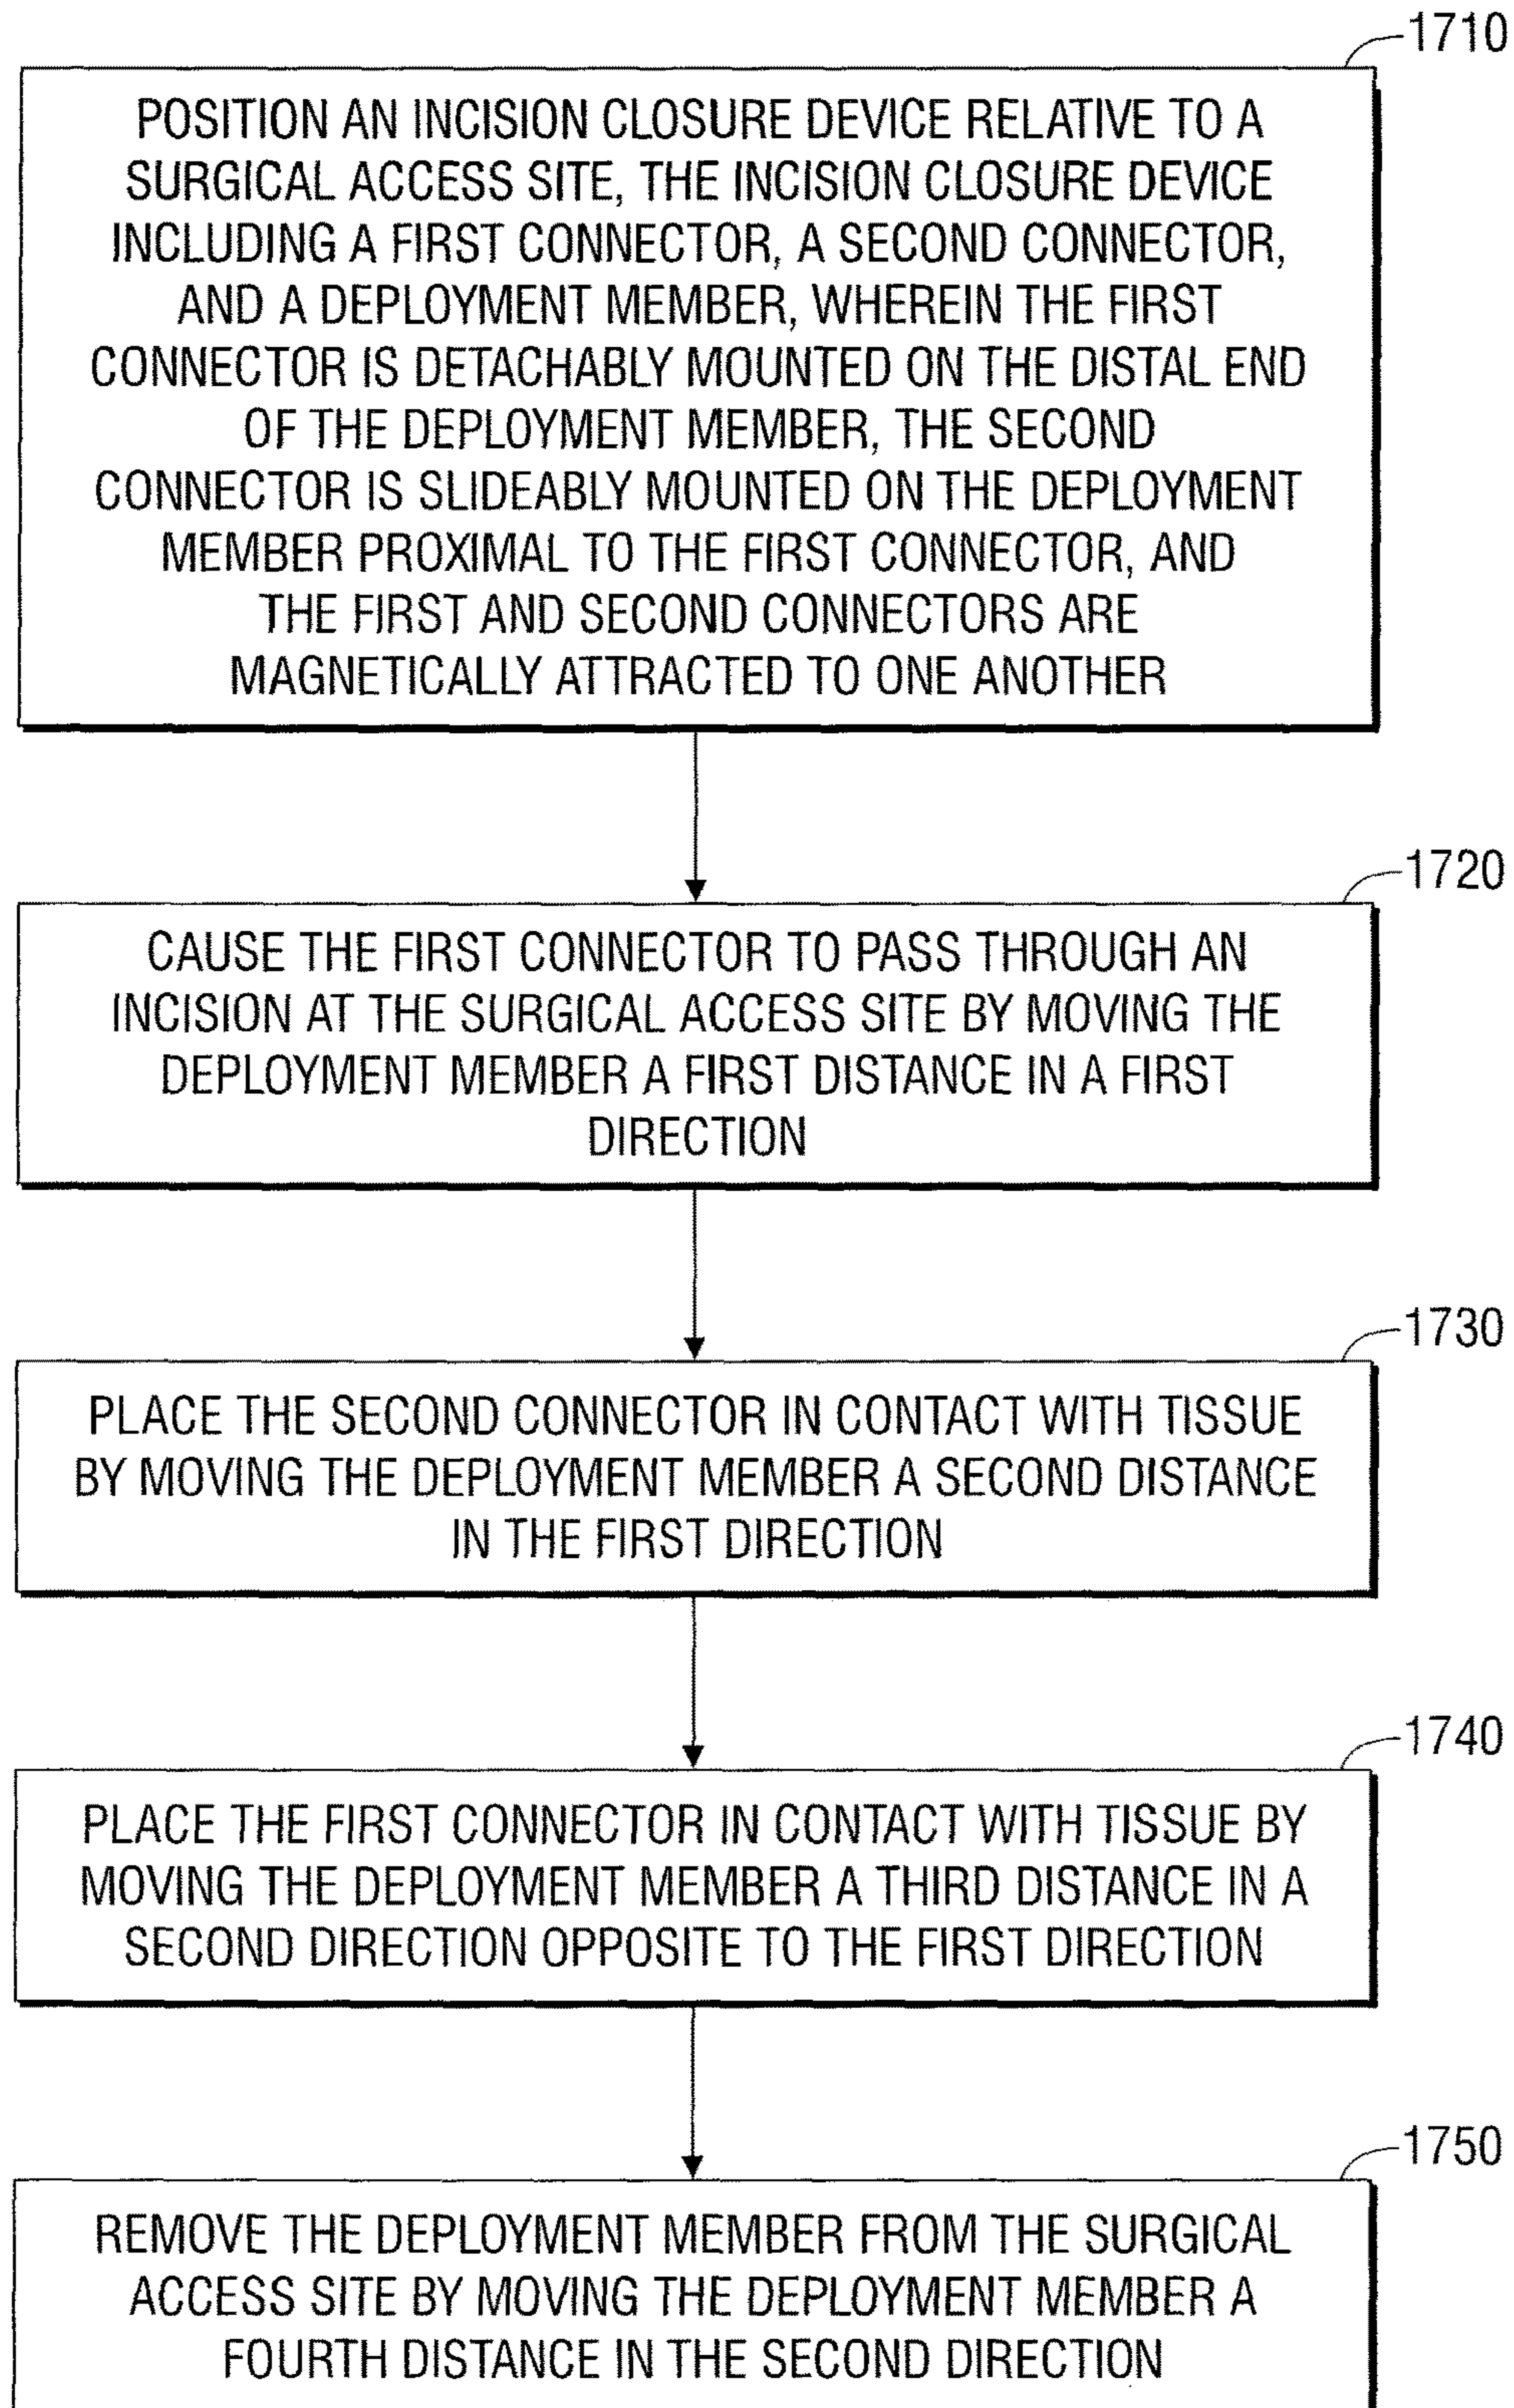 1710
POSITION AN INCISION CLOSURE DEVICE RELATIVE TO A
SURGICAL ACCESS SITE, THE INCISION CLOSURE DEVICE
INCLUDING A FIRST CONNECTOR, A SECOND CONNECTOR,
AND A DEPLOYMENT MEMBER, WHEREIN THE FIRST
CONNECTOR IS DETACHABLY MOUNTED ON THE DISTAL END
OF THE DEPLOYMENT MEMBER, THE SECOND
CONNECTOR IS SLIDEABLY MOUNTED ON THE DEPLOYMENT
MEMBER PROXIMAL TO THE FIRST CONNECTOR, AND
THE FIRST AND SECOND CONNECTORS ARE
MAGNETICALLY ATTRACTED TO ONE ANOTHER
1720
CAUSE THE FIRST CONNECTOR TO PASS THROUGH AN
INCISION AT THE SURGICAL ACCESS SITE BY MOVING THE
DEPLOYMENT MEMBER A FIRST DISTANCE IN A FIRST
DIRECTION
1730
PLACE THE SECOND CONNECTOR IN CONTACT WITH TISSUE
BY MOVING THE DEPLOYMENT MEMBER A SECOND DISTANCE
IN THE FIRST DIRECTION
1740
PLACE THE FIRST CONNECTOR IN CONTACT WITH TISSUE BY
MOVING THE DEPLOYMENT MEMBER A THIRD DISTANCE IN A
SECOND DIRECTION OPPOSITE TO THE FIRST DIRECTION
1750
REMOVE THE DEPLOYMENT MEMBER FROM THE SURGICAL
ACCESS SITE BY MOVING THE DEPLOYMENT MEMBER A
FOURTH DISTANCE IN THE SECOND DIRECTION